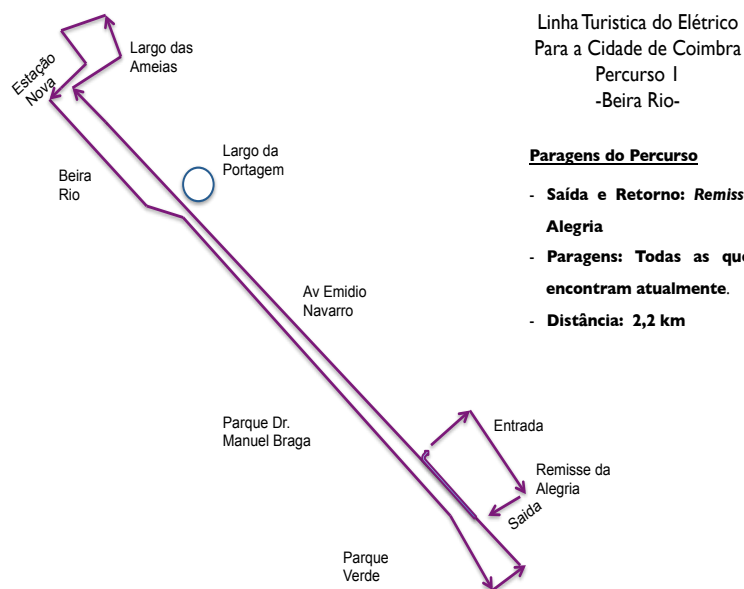 Linha Turistica do Elétrico
Para a Cidade de Coimbra
Percurso I
-Beira Rio-
Paragens do Percurso
- Saída e Retorno: Remiss
Alegria
- Paragens: Todas as que
encontram atualmente.
- Distância: 2,2 km
Largo das
Ameias
Estação
Nova
Beira
Rio
Largo da
Portagem
Av Emidio
Navarro
Parque Dr.
Manuel Braga
Entrada
Remisse da
Alegria
Saida
Parque
Verde